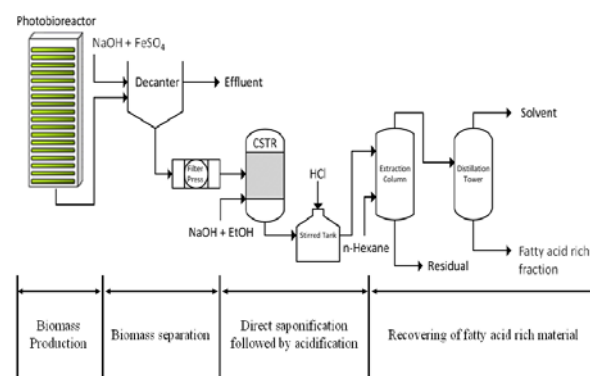 Photobioreactor
NaOH + FeSO₄
Decanter
Effluent
Filter
Press
CSTR
NaOH + EtOH
HCl
Stirred Tank
n-Hexane
Extraction
Column
Residual
Distillation
Tower
Solvent
Fatty acid rich
fraction
Biomass
Production
Biomass separation
Direct saponification
followed by acidification
Recovering of fatty acid rich material